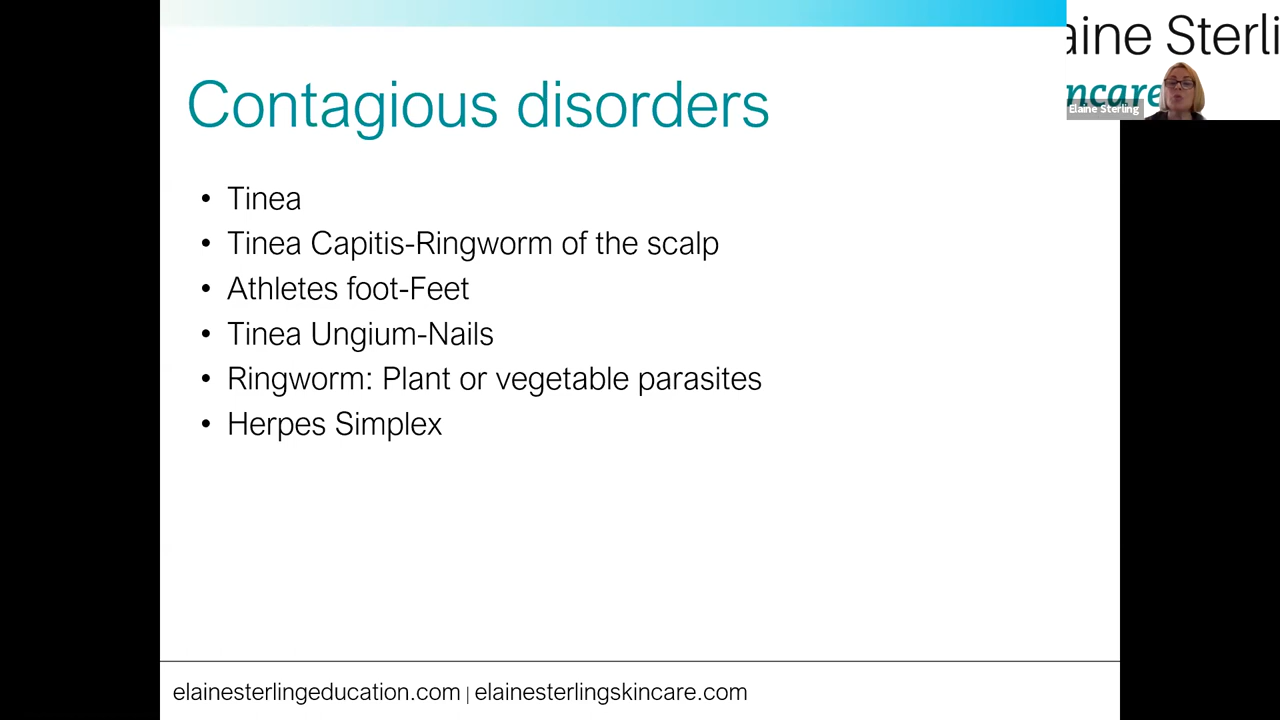 Contagious disorders
• Tinea
• Tinea Capitis-Ringworm of the scalp
• Athletes foot-Feet
• Tinea Ungium-Nails
• Ringworm: Plant or vegetable parasites
• Herpes Simplex
elainesterlingeducation.com | elainesterlingskincare.com
aine Sterli
ncare
Elaine Sterling